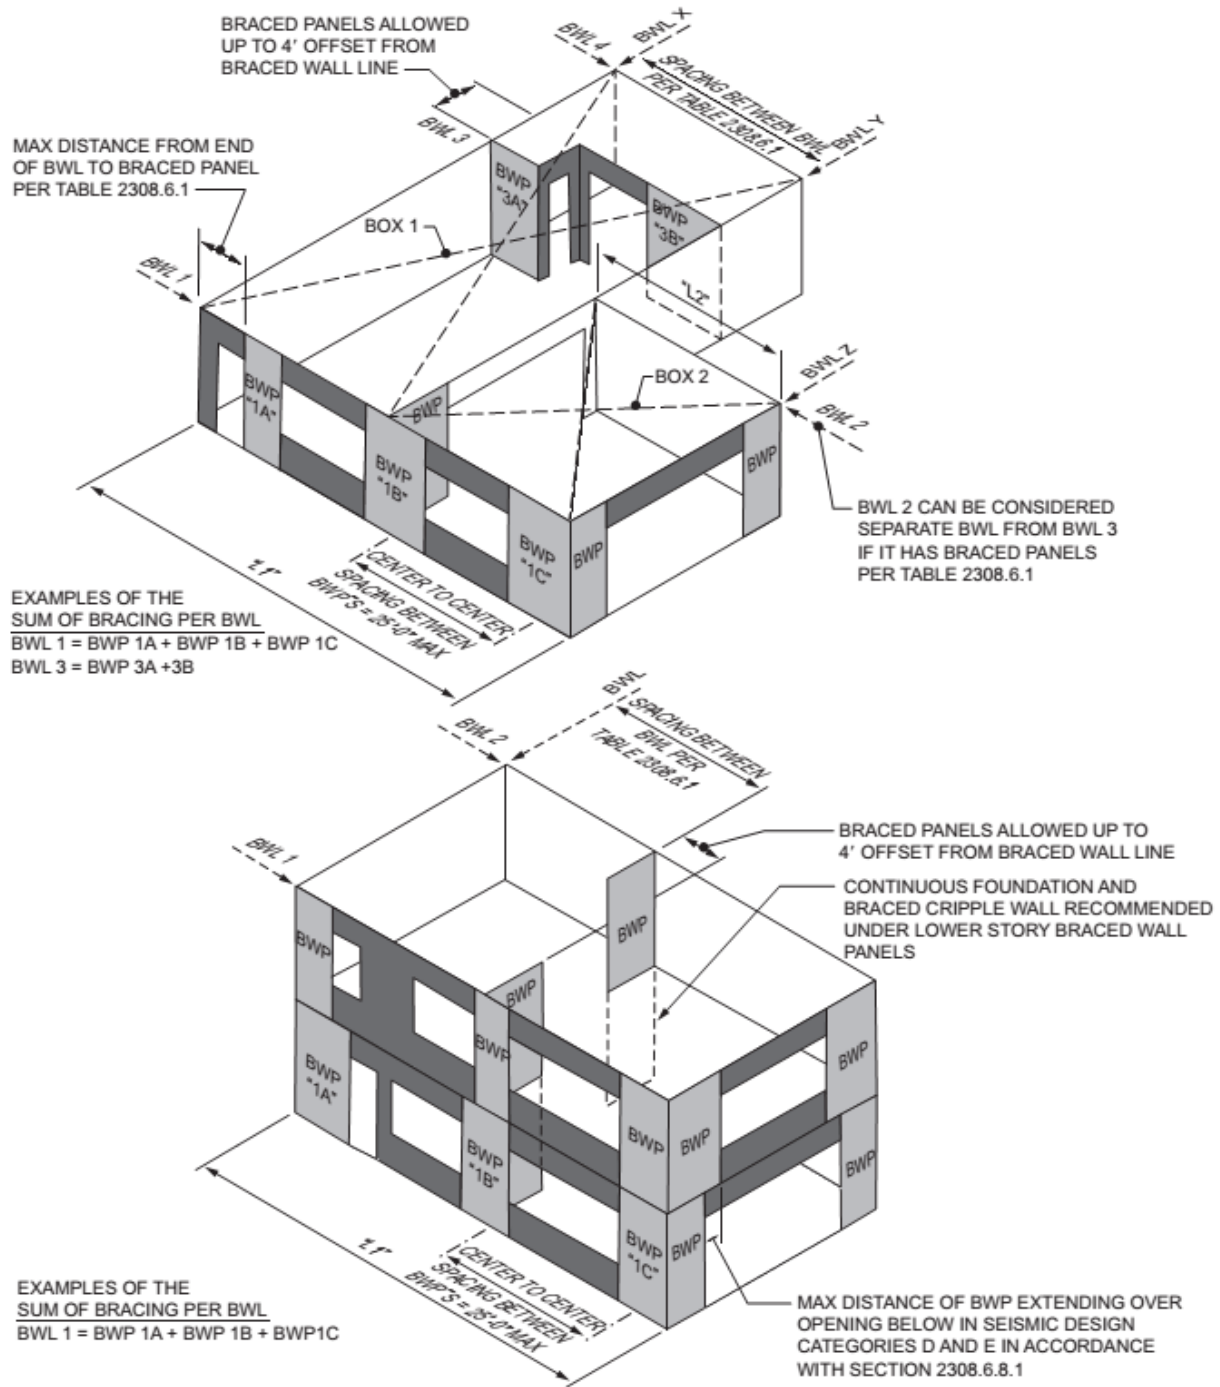 BRACED PANELS ALLOWED
UP TO 4' OFFSET FROM
BRACED WALL LINE
BWL 4
BWL X
SPACING BETWEEN BWL
PER TABLE 2308.6.1
BWL Y
BWL 3
MAX DISTANCE FROM END
OF BWL TO BRACED PANEL
PER TABLE 2308.6.1
BWP
"3A"
BWP
"3B"
BOX 1
BWL 1
"L2"
BWL Z
BOX 2
BWL 2
BWP
"1A"
BWP
BWP
"1B"
BWP
"1C"
BWP
BWP
BWL 2 CAN BE CONSIDERED
SEPARATE BWL FROM BWL 3
IF IT HAS BRACED PANELS
PER TABLE 2308.6.1
CENTER TO CENTER
SPACING BETWEEN
BWP'S = 25'-0" MAX
EXAMPLES OF THE
SUM OF BRACING PER BWL
BWL 1 = BWP 1A + BWP 1B + BWP 1C
BWL 3 = BWP 3A +3B
BWL
BWL 2
SPACING BETWEEN
BWL PER
TABLE 2308.6.1
BWL 1
BRACED PANELS ALLOWED UP TO
4' OFFSET FROM BRACED WALL LINE
CONTINUOUS FOUNDATION AND
BRACED CRIPPLE WALL RECOMMENDED
UNDER LOWER STORY BRACED WALL
PANELS
BWP
BWP
BWP
BWP
BWP
BWP
BWP
BWP
"1A"
BWP
"1B"
BWP
"1C"
BWP
BWP
CENTER TO CENTER
SPACING BETWEEN
BWP'S = 25'-0" MAX
EXAMPLES OF THE
SUM OF BRACING PER BWL
BWL 1 = BWP 1A + BWP 1B + BWP1C
MAX DISTANCE OF BWP EXTENDING OVER
OPENING BELOW IN SEISMIC DESIGN
CATEGORIES D AND E IN ACCORDANCE
WITH SECTION 2308.6.8.1